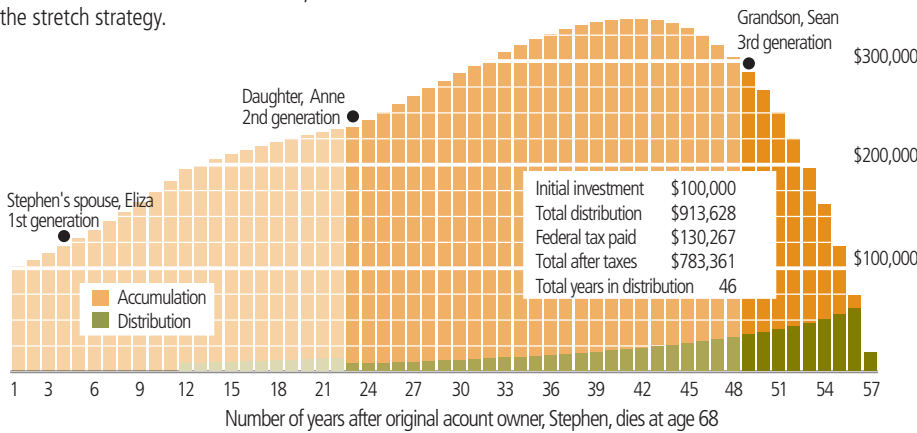 the stretch strategy.
Grandson, Sean
3rd generation
$300,000
Daughter, Anne
2nd generation
$200,000
Stephen's spouse, Eliza
1st generation
Initial investment $100,000
Total distribution $913,628
Federal tax paid $130,267
Total after taxes $783,361
Total years in distribution 46
$100,000
Accumulation
Distribution
1 3 6 9 12 15 18 21 24 27 30 33 36 39 42 45 48 51 54 57
Number of years after original acount owner, Stephen, dies at age 68